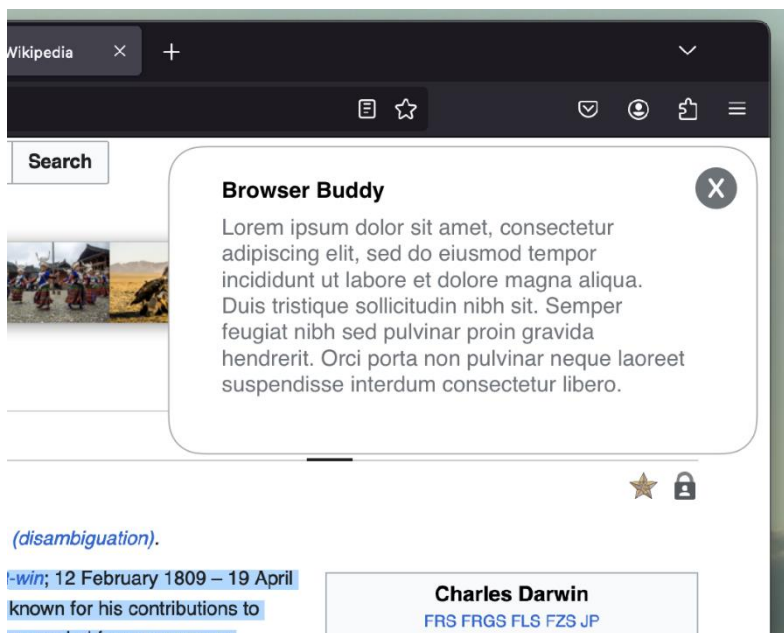 Wikipedia
Search
Browser Buddy
X
Lorem ipsum dolor sit amet, consectetur
adipiscing elit, sed do eiusmod tempor
incididunt ut labore et dolore magna aliqua.
Duis tristique sollicitudin nibh sit. Semper
feugiat nibh sed pulvinar proin gravida
hendrerit. Orci porta non pulvinar neque laoreet
suspendisse interdum consectetur libero.
(disambiguation).
-win; 12 February 1809 – 19 April
known for his contributions to
Charles Darwin
FRS FRGS FLS FZS JP